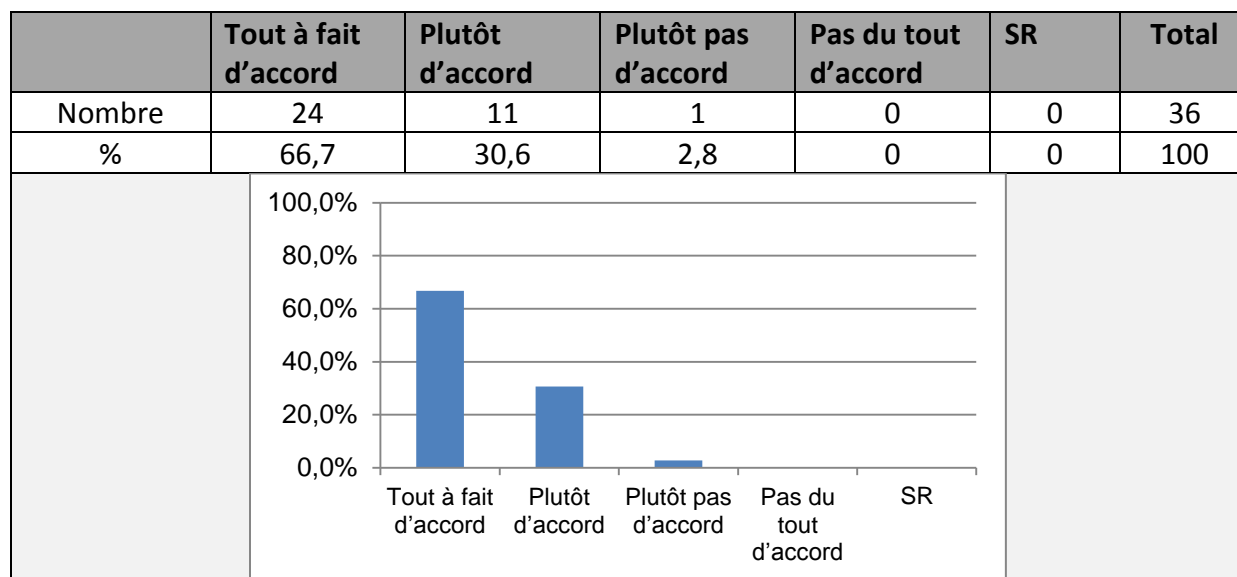 Tout à fait d’accord Plutôt d’accord Plutôt pas d’accord Pas du tout d’accord SR Total
Nombre 24 11 1 0 0 36
% 66,7 30,6 2,8 0 0 100
100,0%
80,0%
60,0%
40,0%
20,0%
0,0%
Tout à fait d’accord
Plutôt d’accord
Plutôt pas d’accord
Pas du tout d’accord
SR